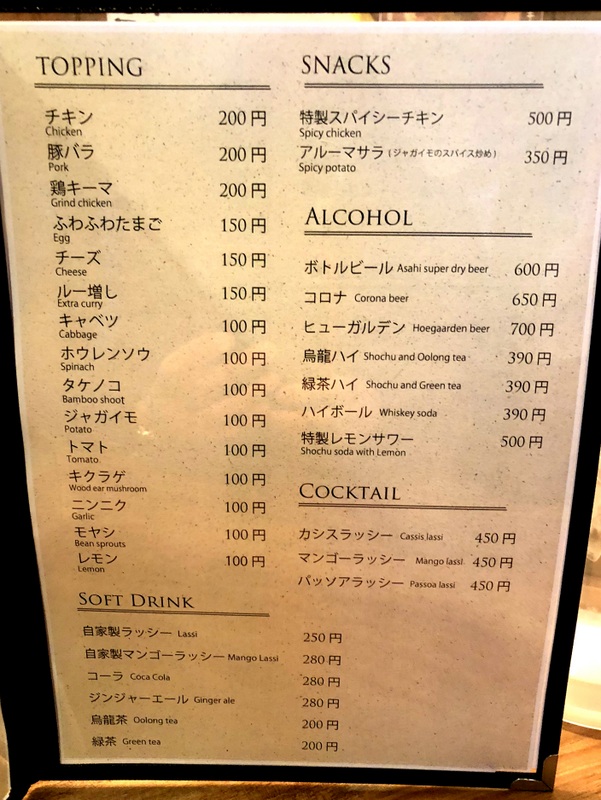 TOPPING
チキン 200円
Chicken
豚バラ 200円
Pork
鶏キーマ 200円
Grind chicken
ふわふわたまご 150円
Egg
チーズ 150円
Cheese
ルー増し 150円
Extra curry
キャベツ 100円
Cabbage
ホウレンソウ 100円
Spinach
タケノコ 100円
Bamboo shoot
ジャガイモ 100円
Potato
トマト 100円
Tomato
キクラゲ 100円
Wood ear mushroom
ニンニク 100円
Garlic
モヤシ 100円
Bean sprouts
レモン 100円
Lemon
SOFT DRINK
自家製ラッシー Lassi 250円
自家製マンゴーラッシー Mango Lassi 280円
コーラ Coca Cola 280円
ジンジャーエール Ginger ale 280円
烏龍茶 Oolong tea 200円
緑茶 Green tea 200円
SNACKS
特製スパイシーチキン 500円
Spicy chicken
アルーマサラ (ジャガイモのスパイス炒め) 350円
Spicy potato
ALCOHOL
ボトルビール Asahi super dry beer 600円
コロナ Corona beer 650円
ヒューガルデン Hoegaarden beer 700円
烏龍ハイ Shochu and Oolong tea 390円
緑茶ハイ Shochu and Green tea 390円
ハイボール Whiskey soda 390円
特製レモンサワー 500円
Shochu soda with Lemon
COCKTAIL
カシスラッシー Cassis lassi 450円
マンゴーラッシー Mango lassi 450円
パッソアラッシー Passoa lassi 450円